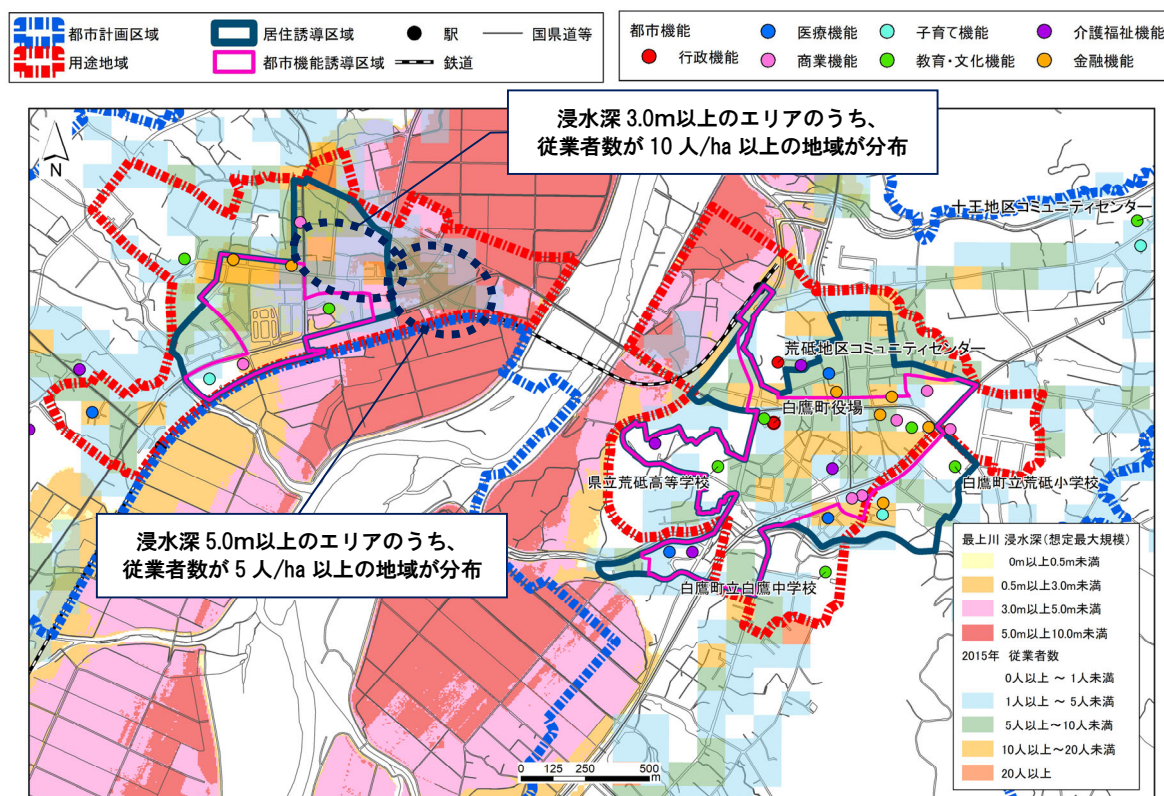 都市計画区域
居住誘導区域
駅
国県道等
用途地域
都市機能誘導区域
鉄道
都市機能
医療機能
子育て機能
介護福祉機能
行政機能
商業機能
教育・文化機能
金融機能
浸水深 3.0m以上のエリアのうち、
従業者数が 10 人/ha 以上の地域が分布
N
十王地区コミュニティセンター
荒砥地区コミュニティセンター
白鷹町役場
県立荒砥高等学校
白鷹町立荒砥小学校
浸水深 5.0m以上のエリアのうち、
従業者数が 5 人/ha 以上の地域が分布
白鷹町立白鷹中学校
最上川 浸水深(想定最大規模)
0m以上0.5m未満
0.5m以上3.0m未満
3.0m以上5.0m未満
5.0m以上10.0m未満
2015年 従業者数
0人以上 ～ 1人未満
1人以上 ～ 5人未満
5人以上～10人未満
10人以上～20人未満
20人以上
0 125 250 500
m